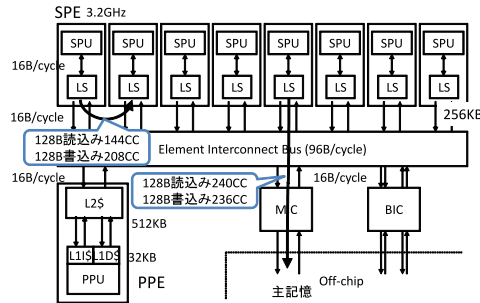 SPE 3.2GHz
SPU SPU SPU SPU SPU SPU SPU SPU
16B/cycle
LS LS LS LS LS LS LS LS
16B/cycle
256KB
128B読込み144CC
128B書込み208CC
Element Interconnect Bus (96B/cycle)
16B/cycle
128B読込み240CC
128B書込み236CC
16B/cycle
L2$
MIC
BIC
512KB
L1I$ L1D$
32KB
PPU
PPE
Off-chip
主記憶